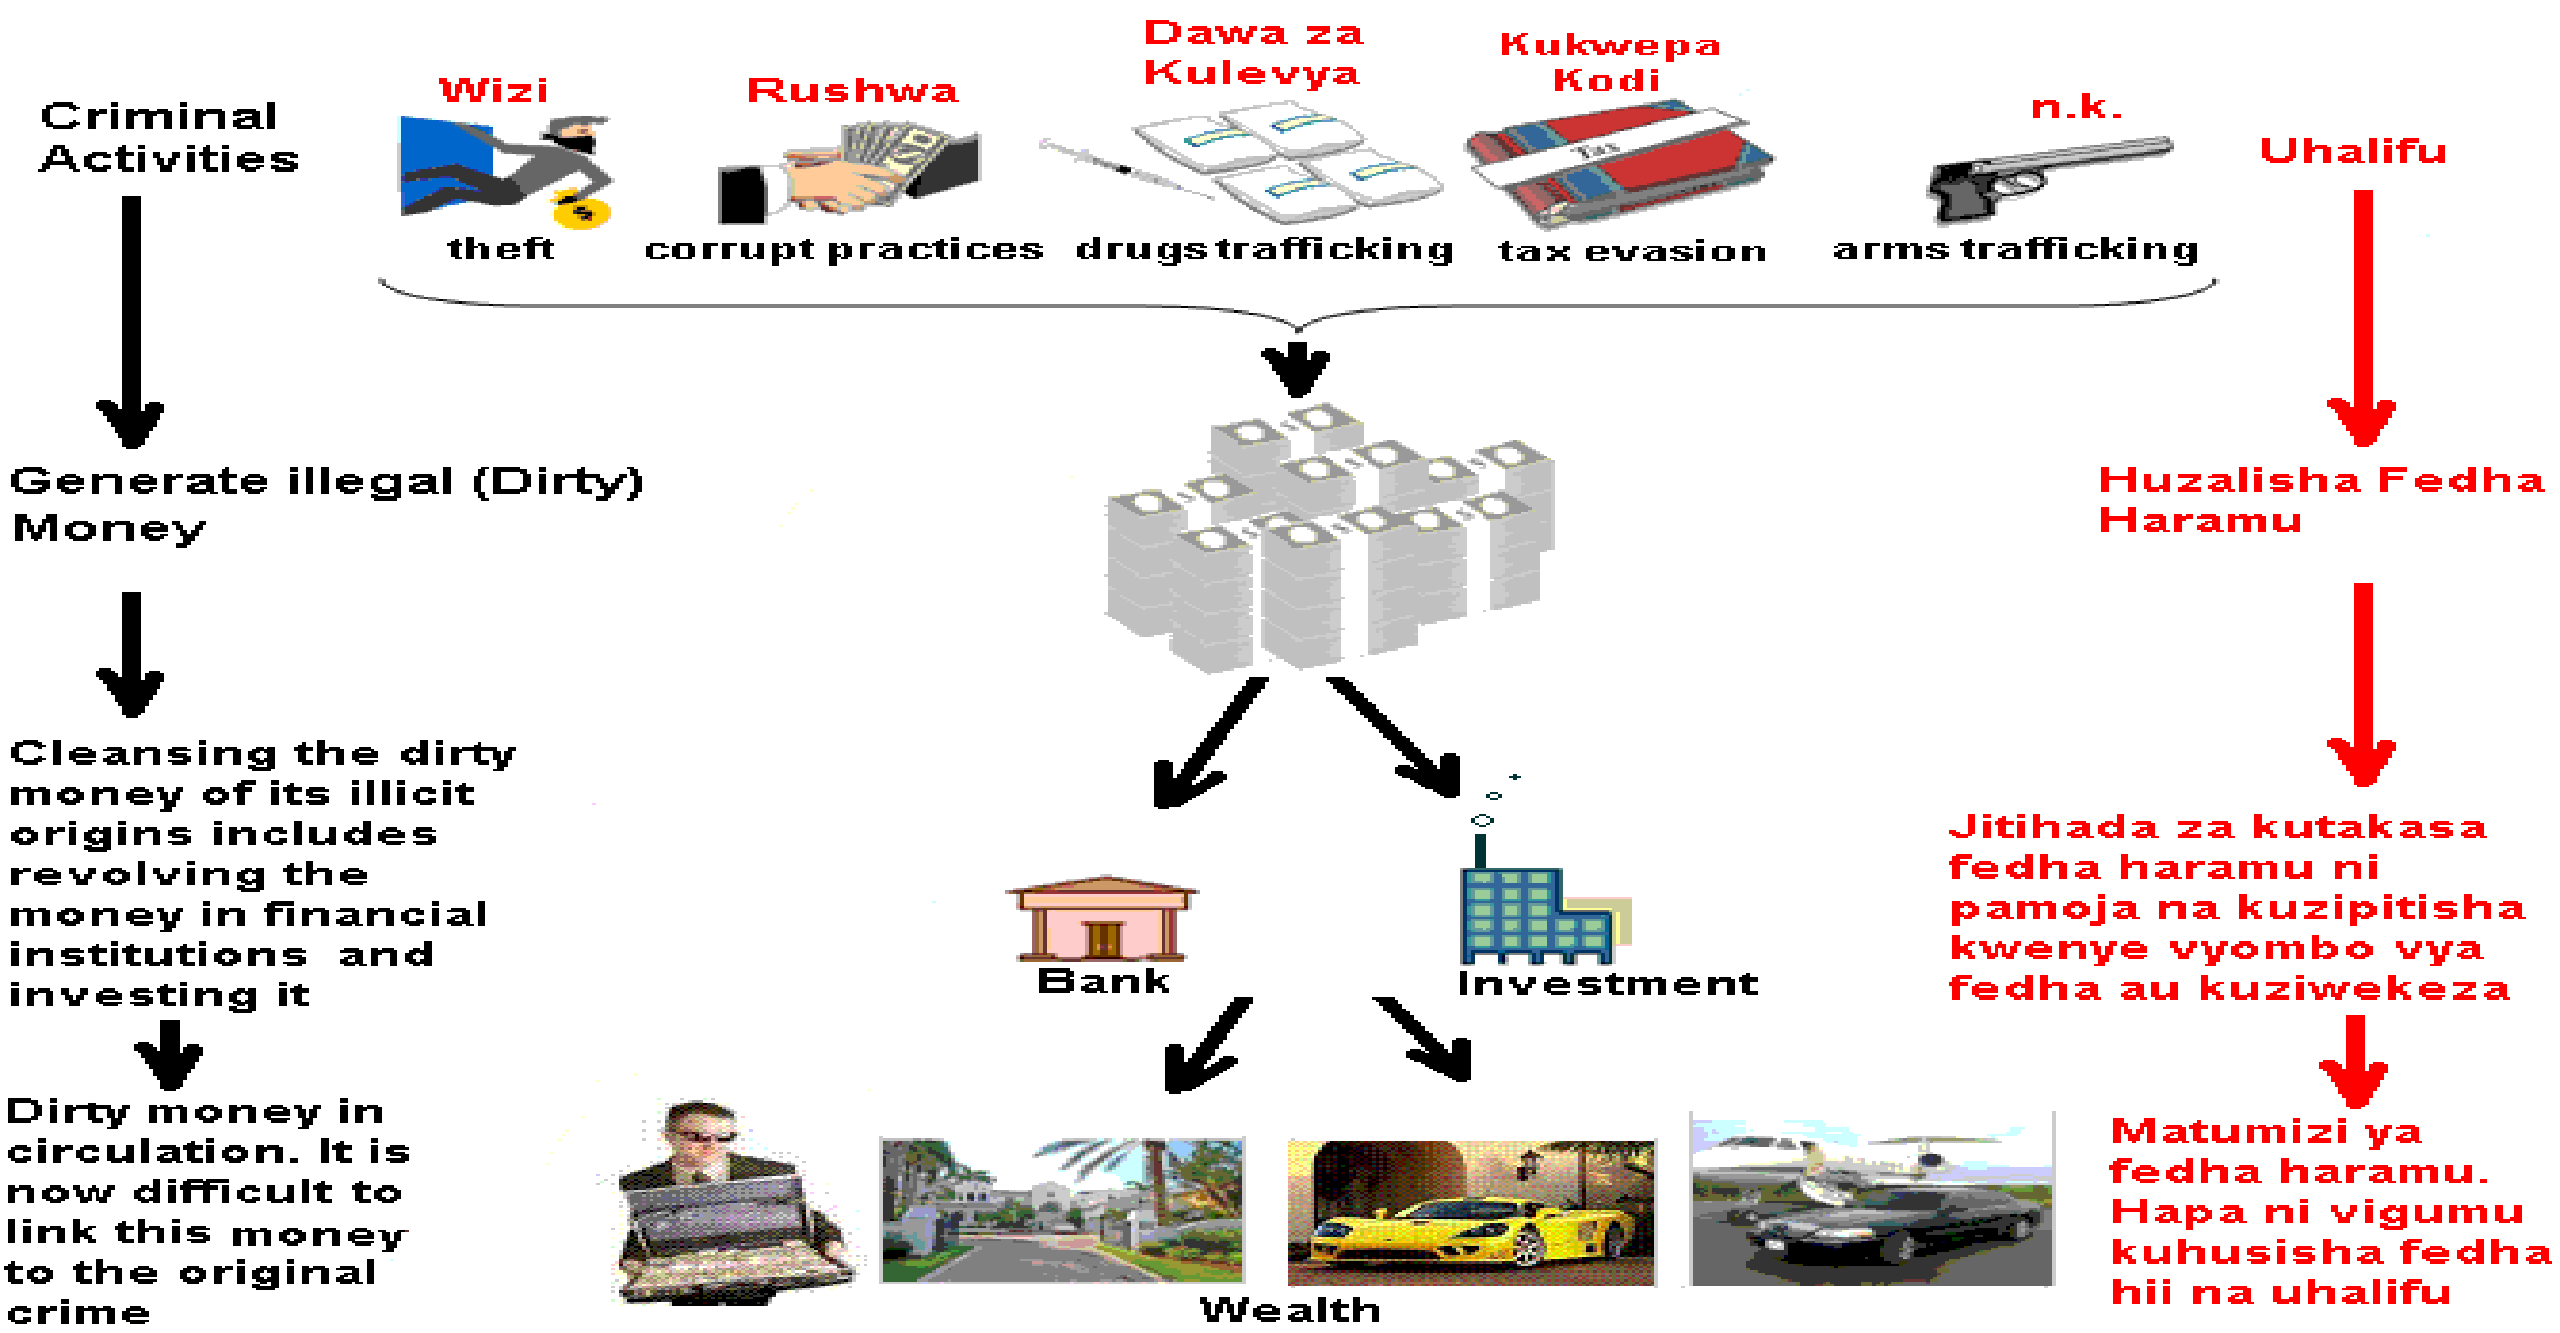 Criminal
Activities
Wizi
Rushwa
Dawa za
Kulevya
Kukwepa
Kodi
n.k.
Uhalifu
Tax
theft
corrupt practices
drugs trafficking
tax evasion
arms trafficking
Generate illegal (Dirty)
Money
Huzalisha Fedha
Haramu
Cleansing the dirty
money of its illicit
origins includes
revolving the
money in financial
institutions and
investing it
Bank
Investment
Jitihada za kutakasa
fedha haramu ni
pamoja na kuzipitisha
kwenye vyombo vya
fedha au kuziwekeza
Dirty money in
circulation. It is
now difficult to
link this money
to the original
crime
Wealth
Matumizi ya
fedha haramu.
Hapa ni vigumu
kuhusisha fedha
hii na uhalifu